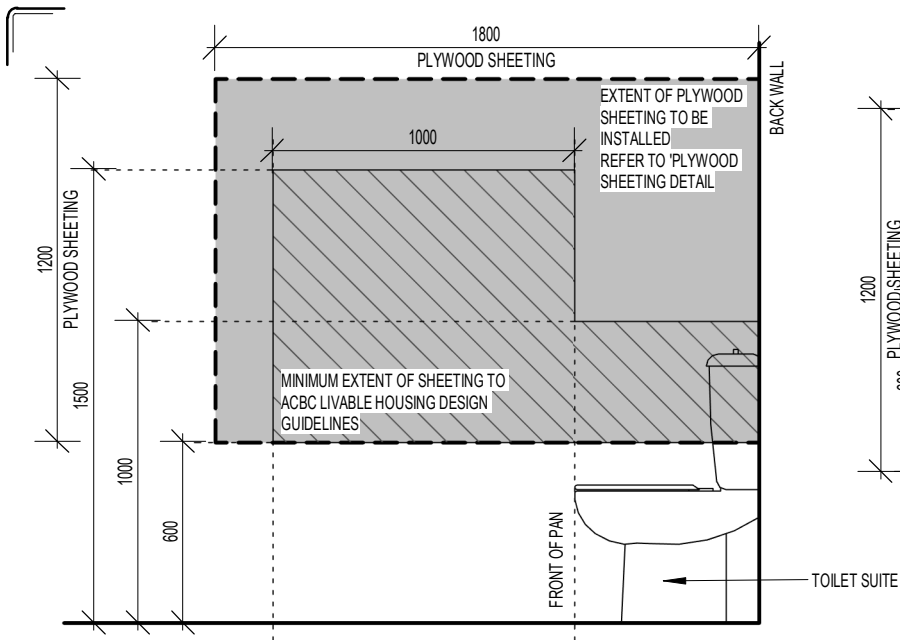 1800
PLYWOOD SHEETING
BACK WALL
EXTENT OF PLYWOOD
SHEETING TO BE
INSTALLED
REFER TO 'PLYWOOD
SHEETING DETAIL
1000
1200
PLYWOOD SHEETING
1500
1000
600
MINIMUM EXTENT OF SHEETING TO
ACBC LIVABLE HOUSING DESIGN
GUIDELINES
FRONT OF PAN
TOILET SUITE
1200
PLYWOOD SHEETING